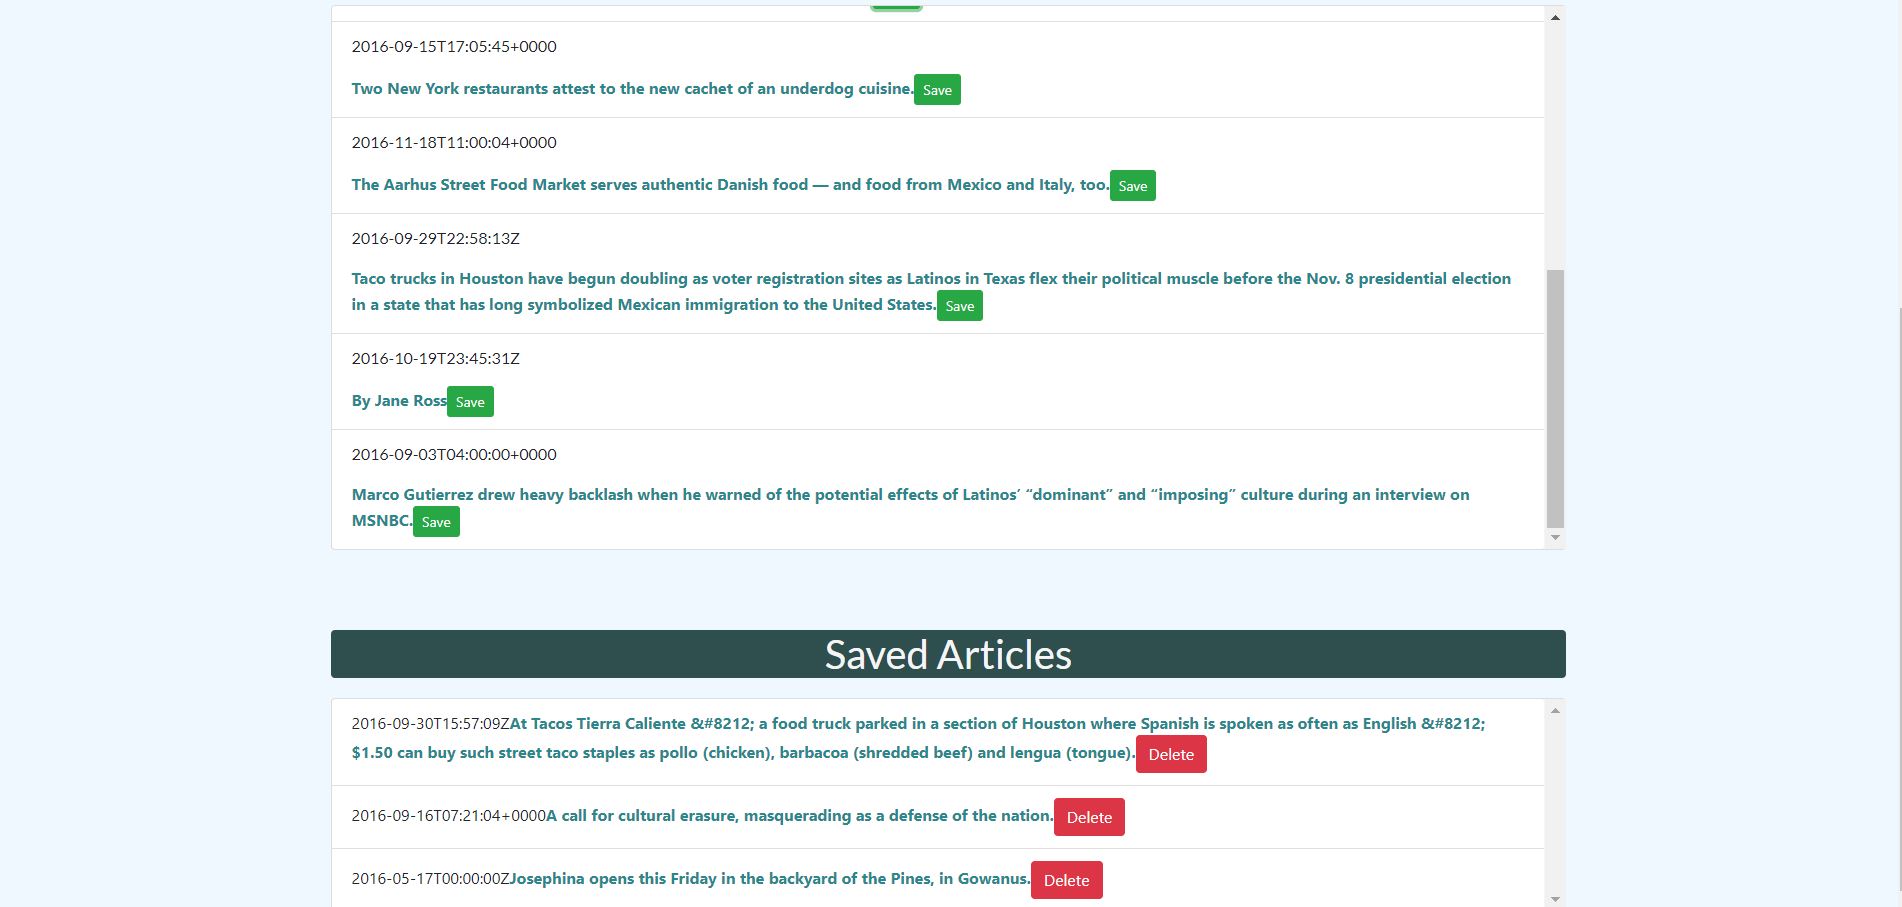 2016-09-15T17:05:45+0000
Two New York restaurants attest to the new cachet of an underdog cuisine. Save
2016-11-18T11:00:04+0000
The Aarhus Street Food Market serves authentic Danish food — and food from Mexico and Italy, too. Save
2016-09-29T22:58:13Z
Taco trucks in Houston have begun doubling as voter registration sites as Latinos in Texas flex their political muscle before the Nov. 8 presidential election
in a state that has long symbolized Mexican immigration to the United States. Save
2016-10-19T23:45:31Z
By Jane Ross Save
2016-09-03T04:00:00+0000
Marco Gutierrez drew heavy backlash when he warned of the potential effects of Latinos’ “dominant” and “imposing” culture during an interview on
MSNBC. Save
Saved Articles
2016-09-30T15:57:09ZAt Tacos Tierra Caliente &#8212; a food truck parked in a section of Houston where Spanish is spoken as often as English &#8212;
$1.50 can buy such street taco staples as pollo (chicken), barbacoa (shredded beef) and lengua (tongue). Delete
2016-09-16T07:21:04+0000A call for cultural erasure, masquerading as a defense of the nation. Delete
2016-05-17T00:00:00ZJosephina opens this Friday in the backyard of the Pines, in Gowanus. Delete